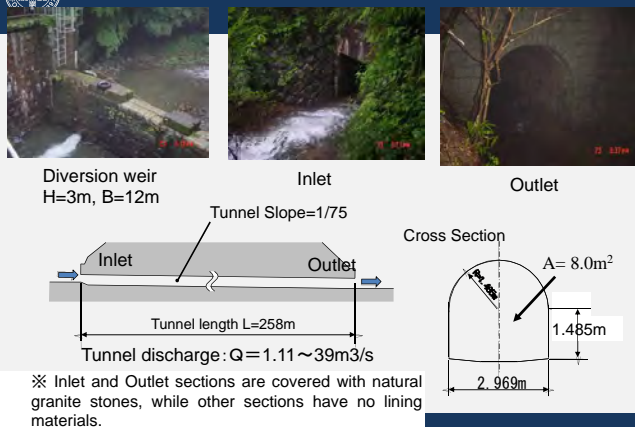 Diversion weir
H=3m, B=12m
Inlet
Outlet
Tunnel Slope=1/75
Cross Section
Inlet
Outlet
A= 8.0m²
Tunnel length L=258m
1.485m
Tunnel discharge:Q=1.11～39m3/s
2.969m
※ Inlet and Outlet sections are covered with natural
granite stones, while other sections have no lining
materials.